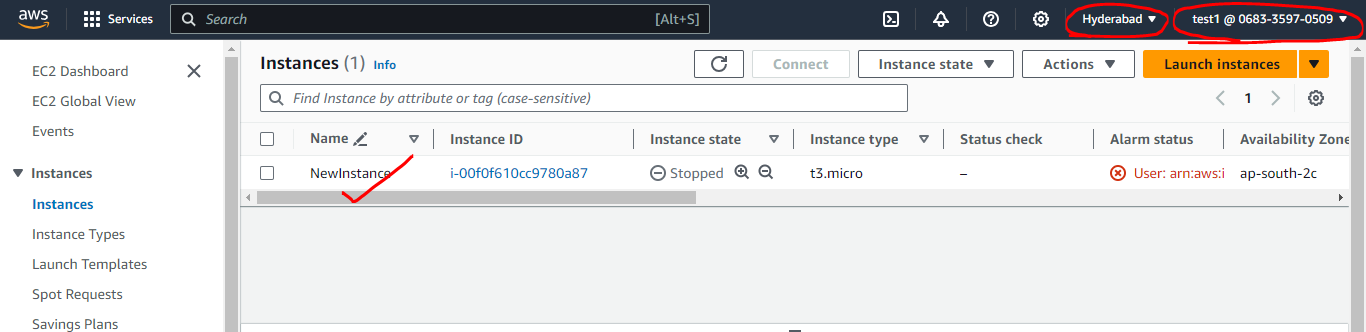 aws Services Search [Alt+S] Hyderabad test1 @ 0683-3597-0509
EC2 Dashboard
EC2 Global View
Events
Instances
Instances
Instance Types
Launch Templates
Spot Requests
Savings Plans
Instances (1) Info Connect Instance state Actions Launch instances
Find Instance by attribute or tag (case-sensitive) 1
Name Instance ID Instance state Instance type Status check Alarm status Availability Zone
NewInstance i-00f0f610cc9780a87 Stopped t3.micro – User: arn:aws:i ap-south-2c